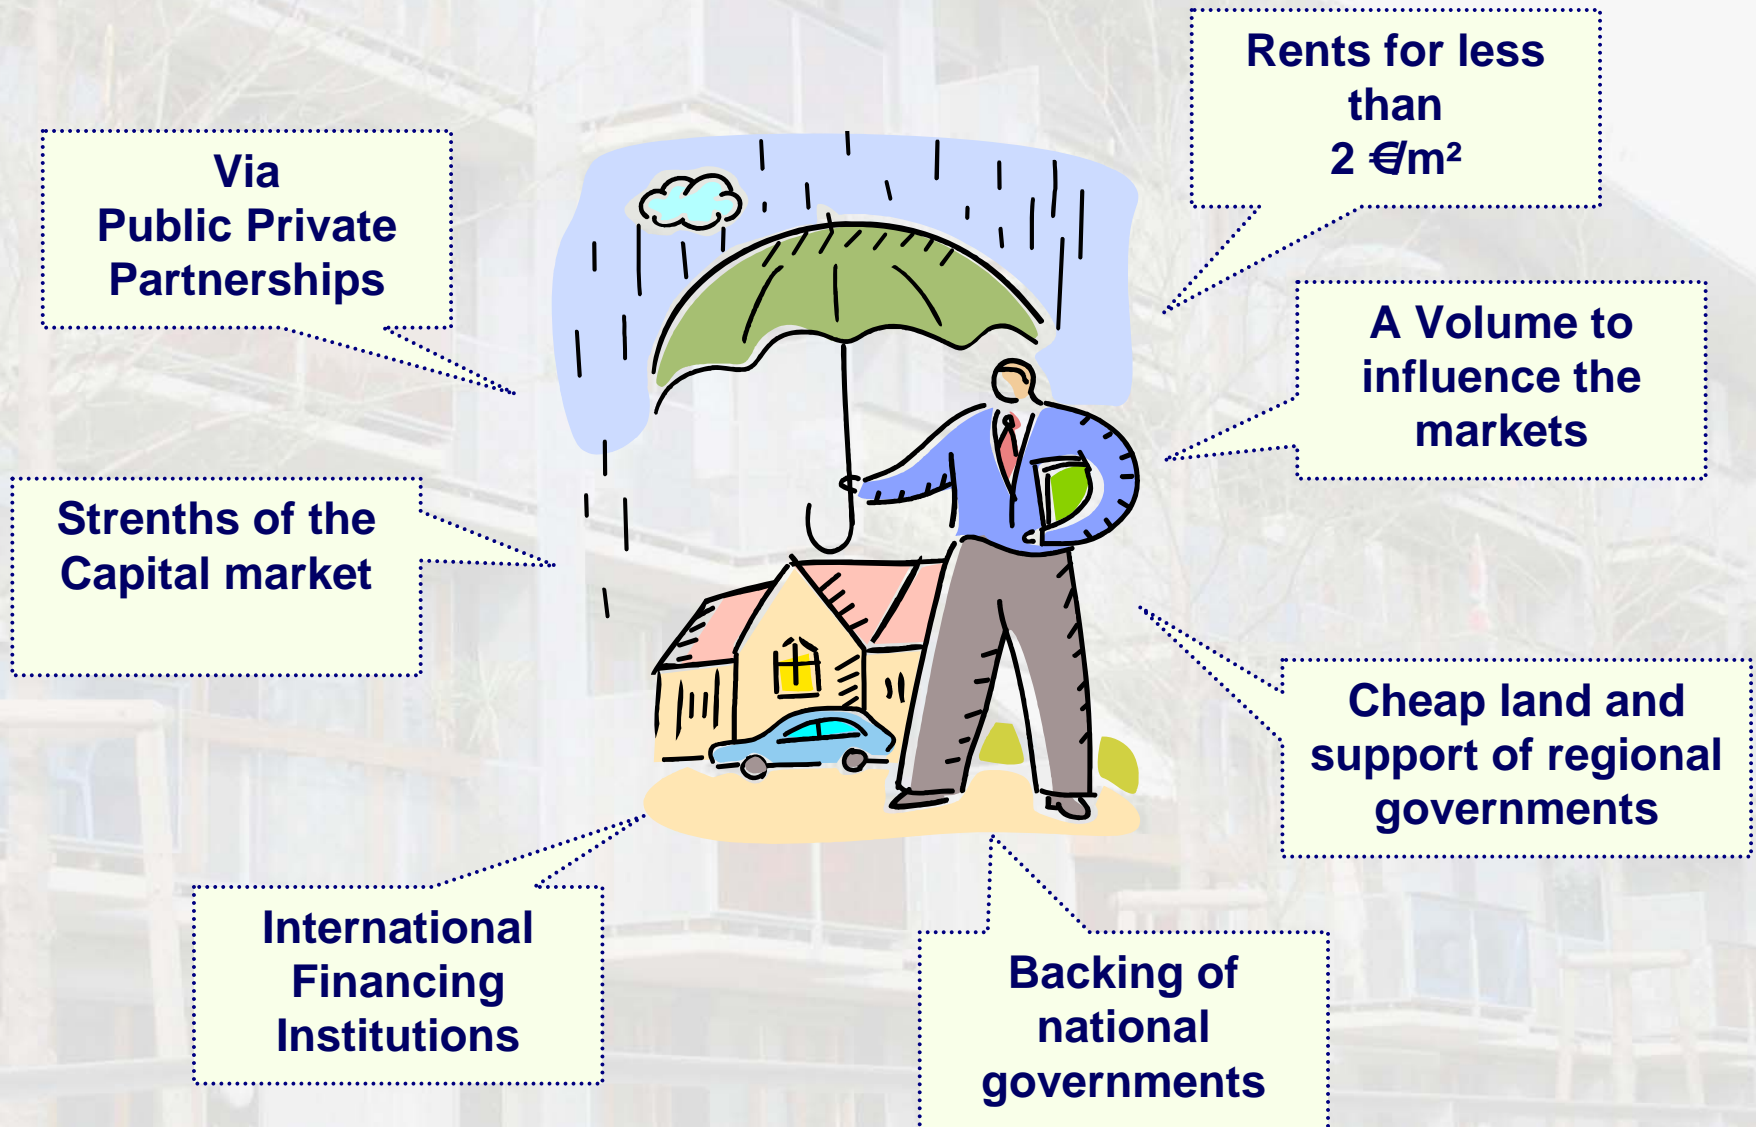 Rents for less
than
2 €/m²
Via
Public Private
Partnerships
A Volume to
influence the
markets
Strenths of the
Capital market
Cheap land and
support of regional
governments
International
Financing
Institutions
Backing of
national
governments